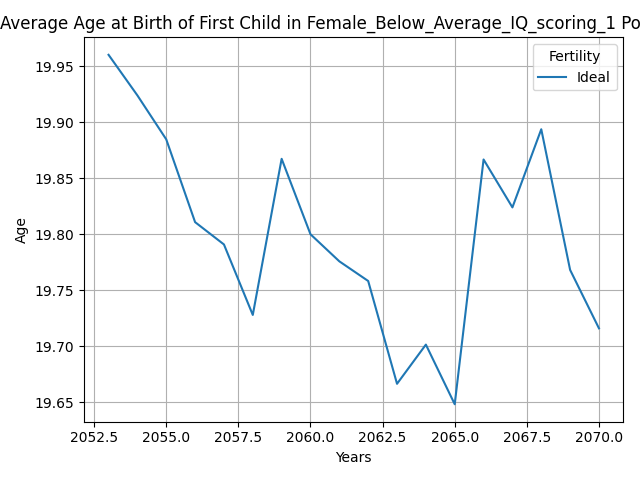 Average Age at Birth of First Child in Female_Below_Average_IQ_scoring_1 Po
Fertility
Ideal
19.95
19.90
19.85
19.80
19.75
19.70
19.65
Age
2052.5 2055.0 2057.5 2060.0 2062.5 2065.0 2067.5 2070.0
Years